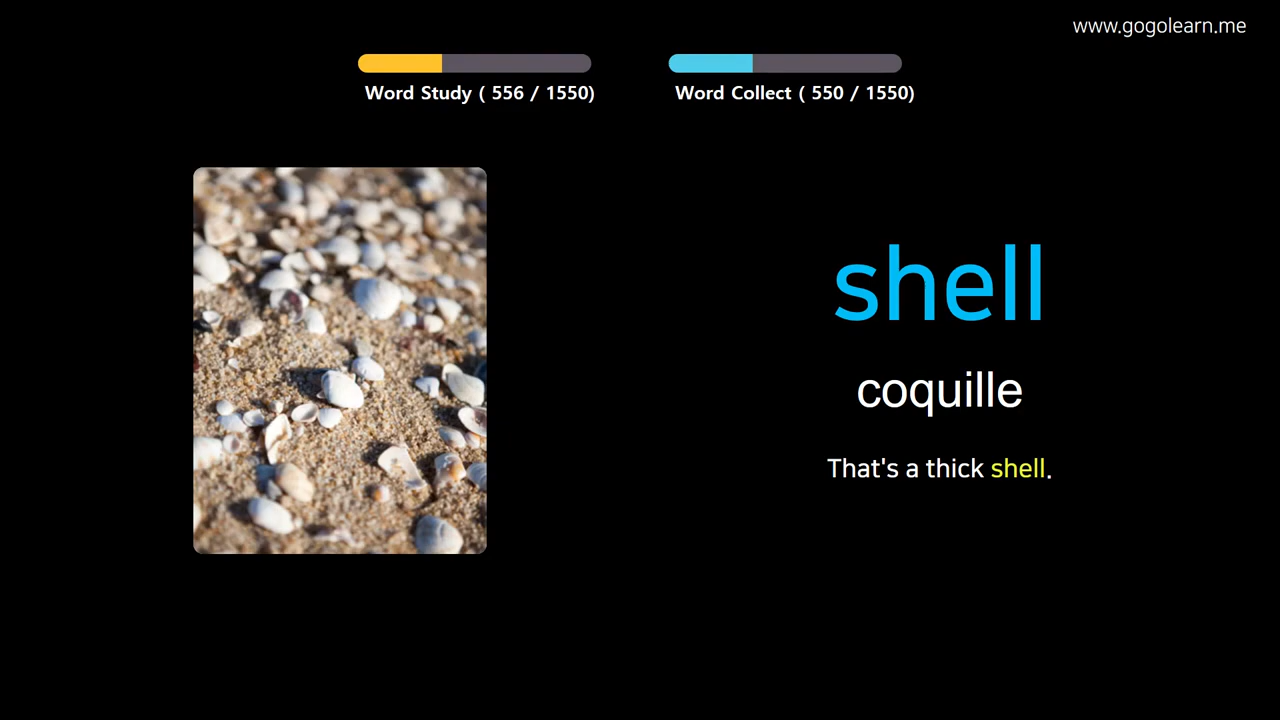 www.gogolearn.me
Word Study ( 556 / 1550)
Word Collect ( 550 / 1550)
shell
coquille
That's a thick shell.